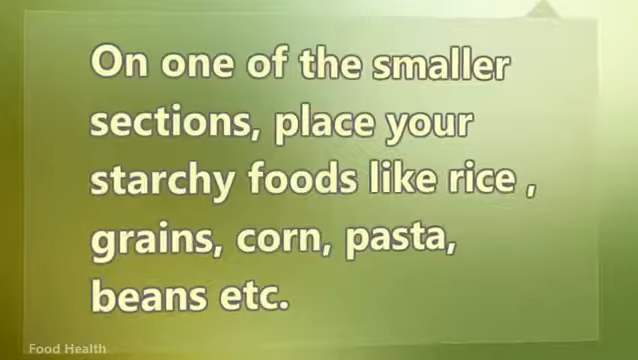 On one of the smaller
sections, place your
starchy foods like rice ,
grains, corn, pasta,
beans etc.
Food Health